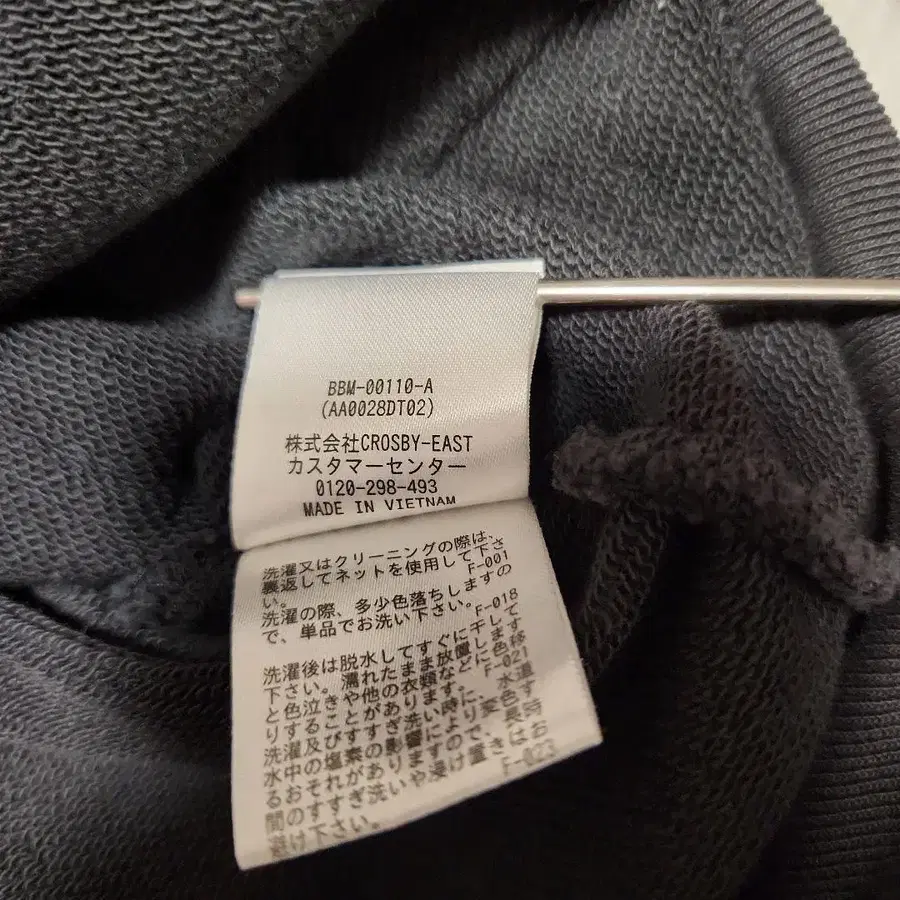 BBM-00110-A
(AA0028DT02)
株式会社CROSBY-EAST
カスタマーセンター
0120-298-493
MADE IN VIETNAM
洗濯又はクリーニングの際は、
裏返してネットを使用して下さ
い。 F-001
洗濯の際、多少色落ちしますの
で、単品でお洗い下さい。 F-018
洗濯後は脱水してすぐに干して
下さい。濡れたまま放置します
と色泣きや他の衣類などに色移
りすることがあります。 F-021
洗濯及びすすぎ洗い時に、水道
水中の塩素の影響により変色す
るおそれがありますので、長時
間のすすぎ洗いや浸け置きはお
避け下さい。 F-023